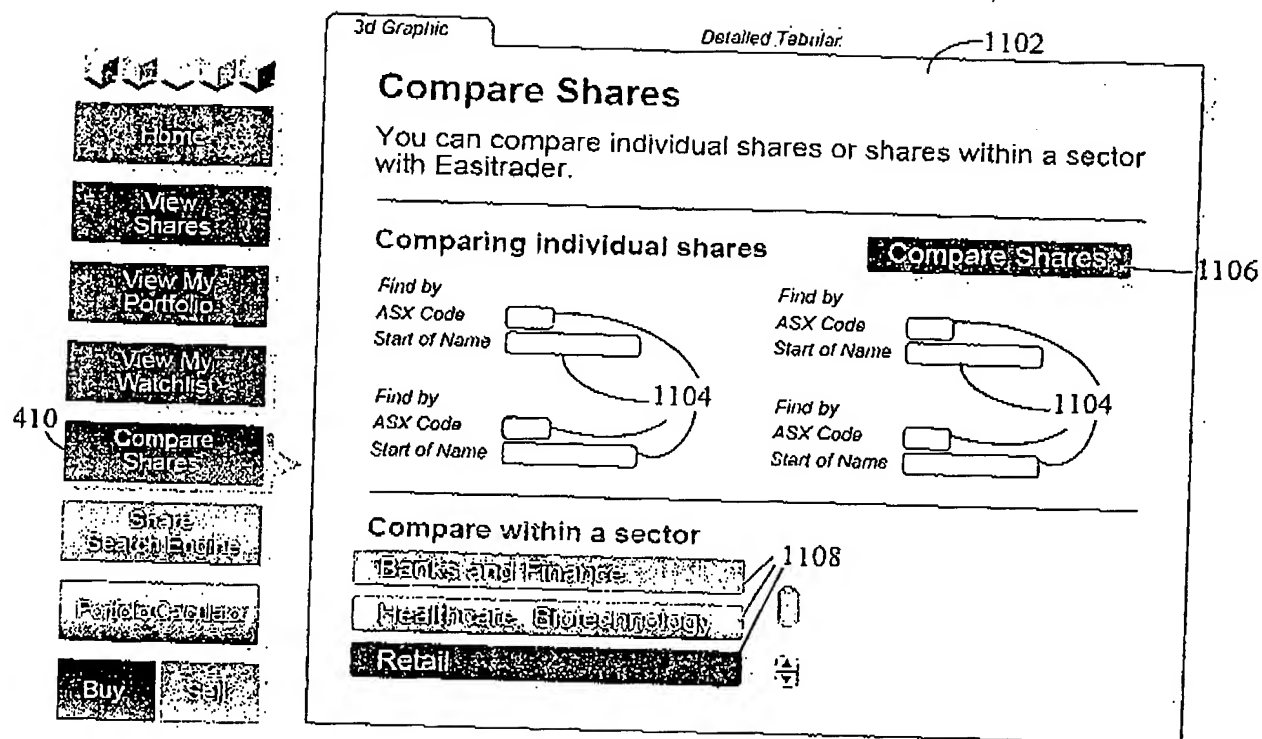 3d Graphic
Detailed Tabular
1102
Compare Shares
You can compare individual shares or shares within a sector
with Easitrader.
Home
View
Shares
View My
Portfolio
View My
Watchlist
410
Compare
Shares
Share
Search Engine
Buy
Sell
Comparing individual shares
Compare Shares
1106
Find by
ASX Code
Start of Name
1104
Find by
ASX Code
Start of Name
Find by
ASX Code
Start of Name
1104
Find by
ASX Code
Start of Name
Compare within a sector
1108
Banks and Finance
Healthcare, Biotechnology
Retail